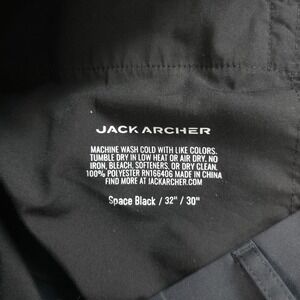 JACK ARCHER
MACHINE WASH COLD WITH LIKE COLORS.
TUMBLE DRY IN LOW HEAT OR AIR DRY. NO
IRON, BLEACH, SOFTENERS, OR DRY CLEAN.
100% POLYESTER RN166406 MADE IN CHINA
FIND MORE AT JACKARCHER.COM
Space Black / 32" / 30"